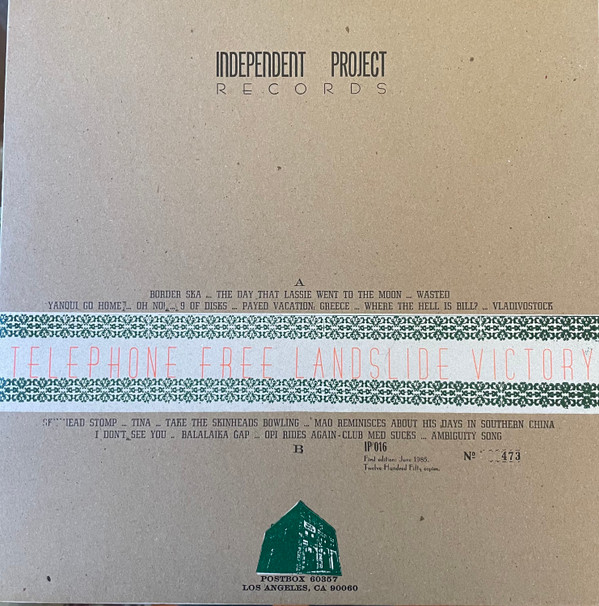 INDEPENDENT PROJECT
RECORDS
A
BORDER SKA ... THE DAY THAT LASSIE WENT TO THE MOON ... WASTED
YANQUI GO HOME ... OH NO! ... 9 OF DISKS ... PAYED VACATION: GREECE ... WHERE THE HELL IS BILL? ... VLADIVOSTOCK
TELEPHONE FREE LANDSLIDE VICTORY
HEAD STOMP ... TINA ... TAKE THE SKINHEADS BOWLING ... MAO REMINISCES ABOUT HIS DAYS IN SOUTHERN CHINA
I DON'T SEE YOU ... BALALAIKA GAP ... OPI RIDES AGAIN-CLUB MED SUCKS ... AMBIGUITY SONG
B
IP016
First edition: June 1985.
Twelve Hundred Fifty copies.
Nº 473
POSTBOX 60357
LOS ANGELES, CA 90060